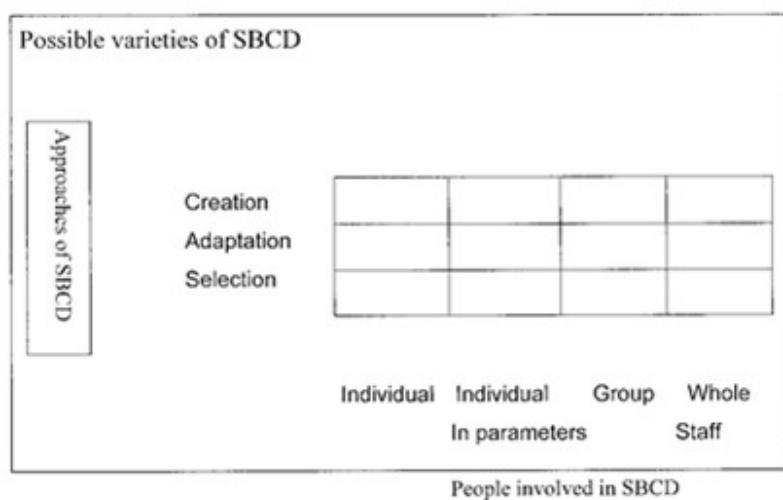 Possible varieties of SBCD
Approaches of SBCD
Creation
Adaptation
Selection
Individual Individual Group Whole
In parameters Staff
People involved in SBCD